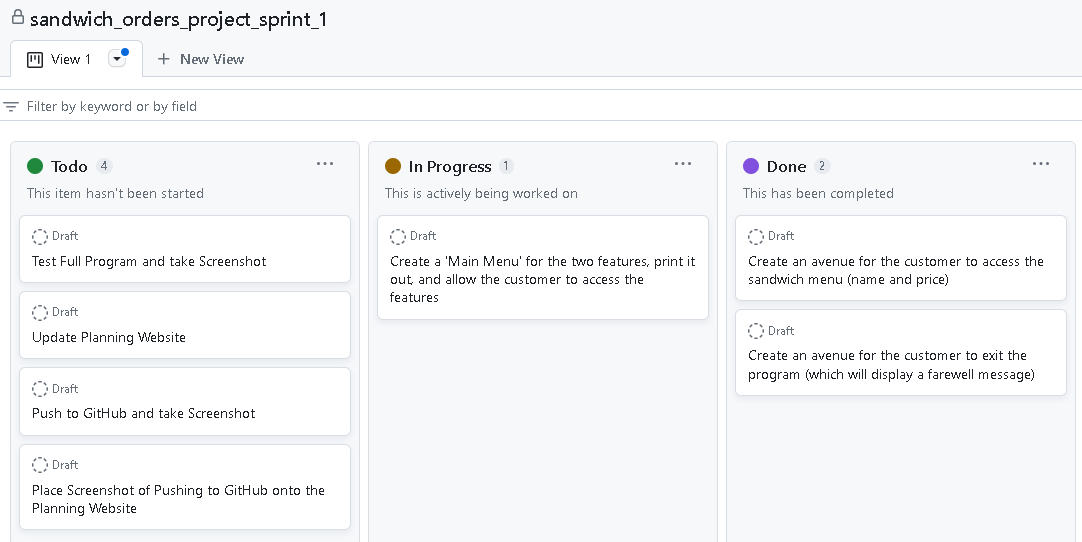 sandwich_orders_project_sprint_1
View 1
New View
Filter by keyword or by field
Todo 4
This item hasn't been started
Draft
Test Full Program and take Screenshot
Draft
Update Planning Website
Draft
Push to GitHub and take Screenshot
Draft
Place Screenshot of Pushing to GitHub onto the
Planning Website
In Progress 1
This is actively being worked on
Draft
Create a 'Main Menu' for the two features, print it
out, and allow the customer to access the
features
Done 2
This has been completed
Draft
Create an avenue for the customer to access the
sandwich menu (name and price)
Draft
Create an avenue for the customer to exit the
program (which will display a farewell message)